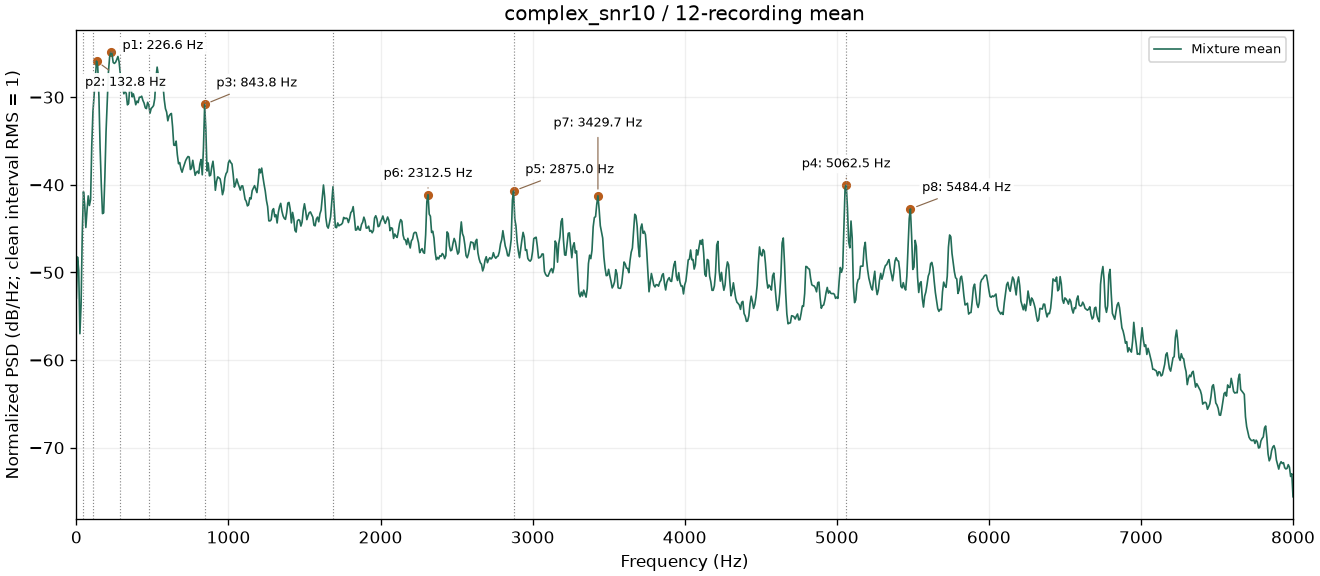 complex_snr10 / 12-recording mean
Mixture mean
p1: 226.6 Hz
p2: 132.8 Hz
p3: 843.8 Hz
p7: 3429.7 Hz
p6: 2312.5 Hz
p5: 2875.0 Hz
p4: 5062.5 Hz
p8: 5484.4 Hz
Normalized PSD (dB/Hz; clean interval RMS = 1)
−30
−40
−50
−60
−70
0 1000 2000 3000 4000 5000 6000 7000 8000
Frequency (Hz)